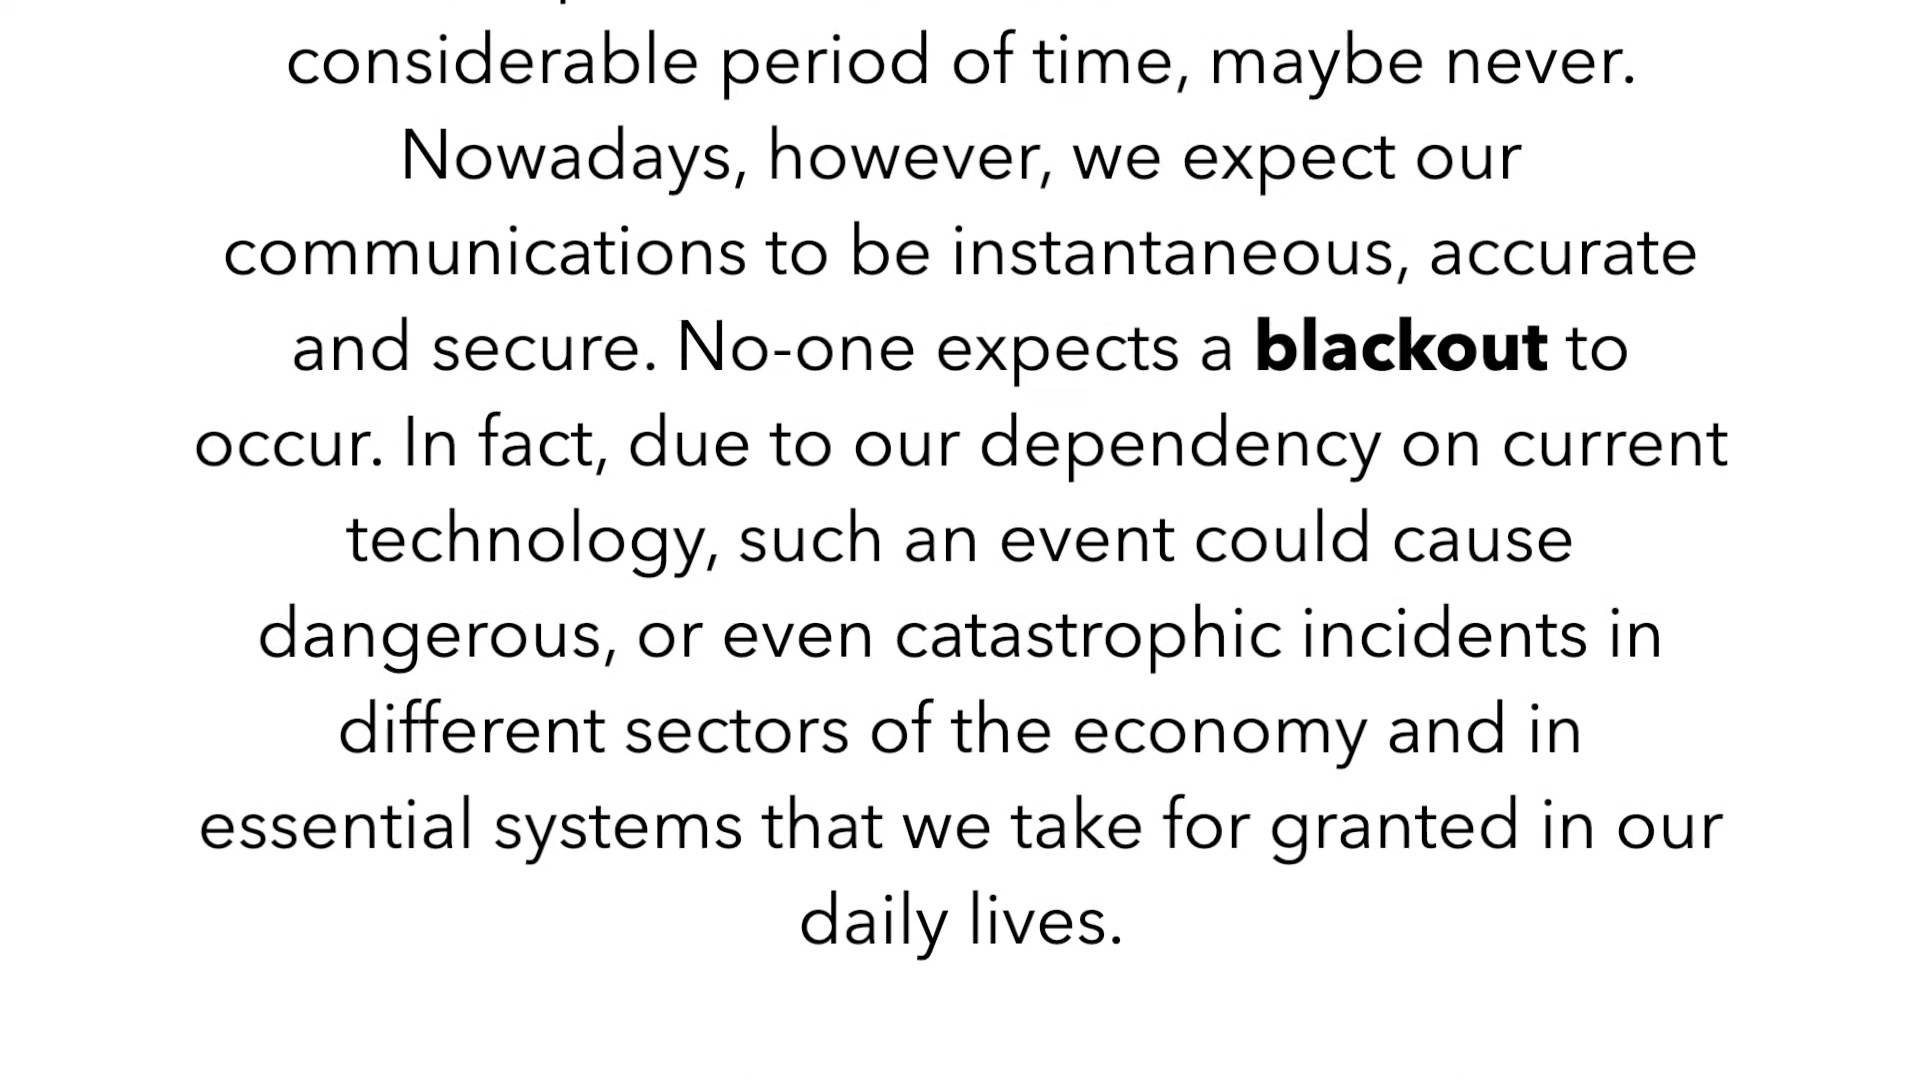 considerable period of time, maybe never.
Nowadays, however, we expect our
communications to be instantaneous, accurate
and secure. No-one expects a blackout to
occur. In fact, due to our dependency on current
technology, such an event could cause
dangerous, or even catastrophic incidents in
different sectors of the economy and in
essential systems that we take for granted in our
daily lives.